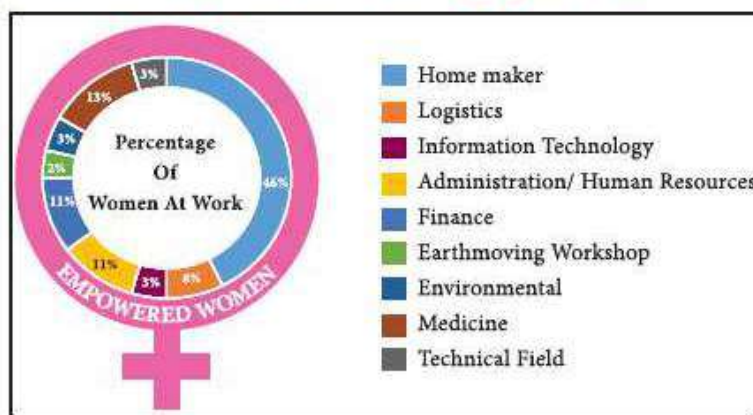 3%
13%
3%
2%
11%
11%
3%
8%
46%
Percentage
Of
Women At Work
EMPOWERED WOMEN
Home maker
Logistics
Information Technology
Administration/ Human Resources
Finance
Earthmoving Workshop
Environmental
Medicine
Technical Field